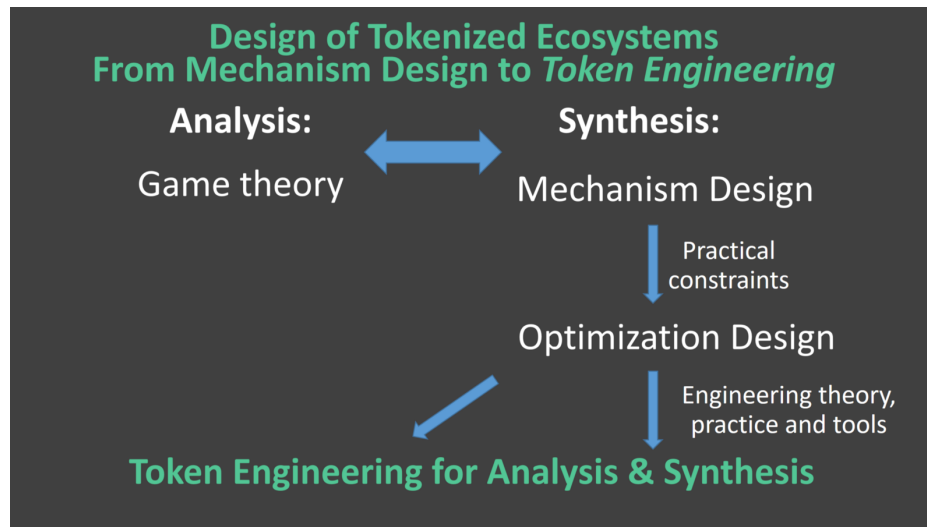 Design of Tokenized Ecosystems
From Mechanism Design to Token Engineering
Analysis:
Game theory
Synthesis:
Mechanism Design
Practical
constraints
Optimization Design
Engineering theory,
practice and tools
Token Engineering for Analysis & Synthesis